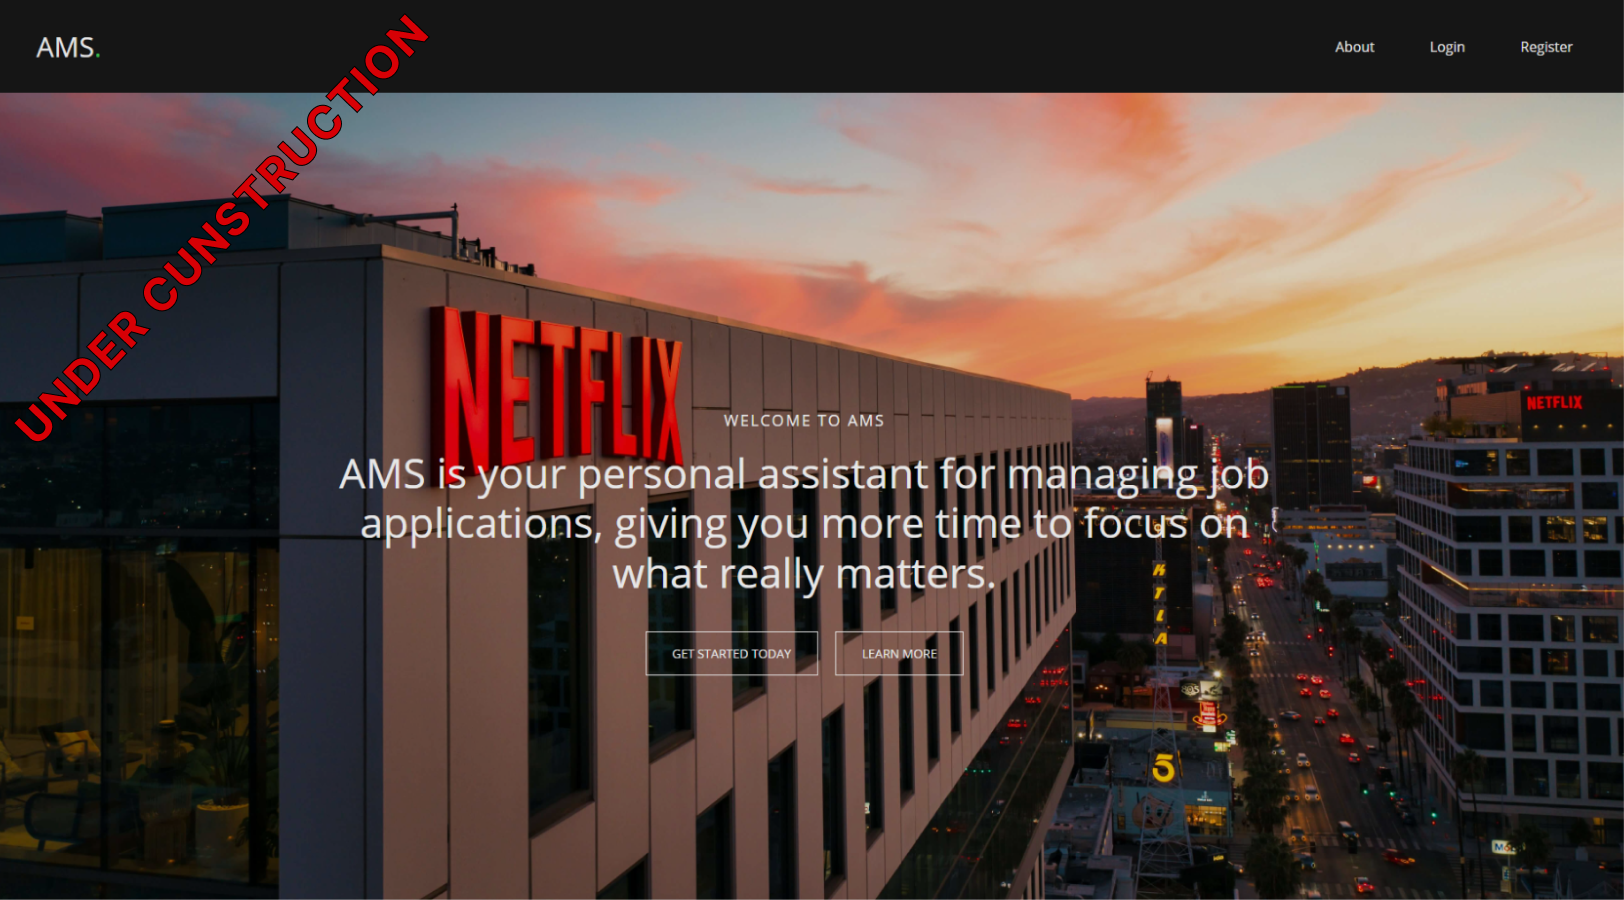 AMS.
About
Login
Register
UNDER CUNSTRUCTION
NETFLIX
NETFLIX
WELCOME TO AMS
AMS is your personal assistant for managing job
applications, giving you more time to focus on
what really matters.
KTLA
GET STARTED TODAY
LEARN MORE
5